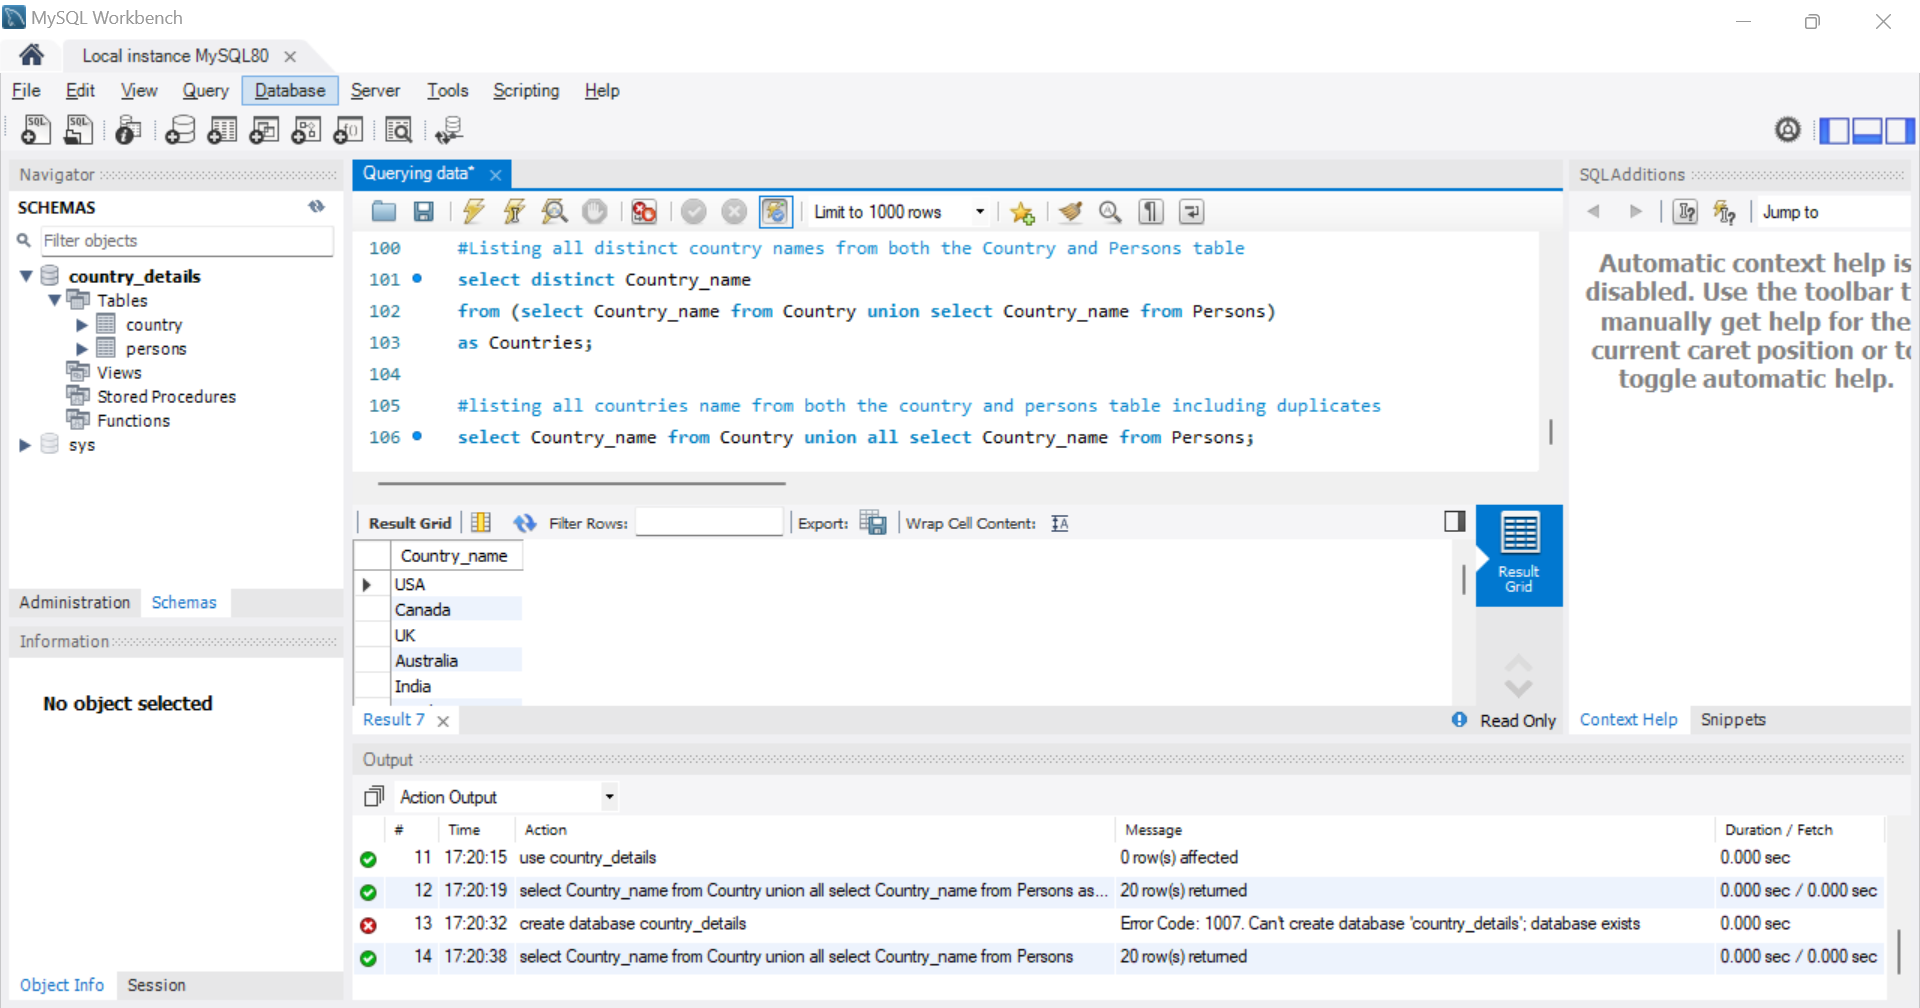 MySQL Workbench
Local instance MySQL80
File Edit View Query Database Server Tools Scripting Help
Navigator
SCHEMAS
Filter objects
country_details
Tables
country
persons
Views
Stored Procedures
Functions
sys
Administration Schemas
Information
No object selected
Object Info Session
Querying data*
Limit to 1000 rows
100 #Listing all distinct country names from both the Country and Persons table
101 select distinct Country_name
102 from (select Country_name from Country union select Country_name from Persons)
103 as Countries;
104
105 #listing all countries name from both the country and persons table including duplicates
106 select Country_name from Country union all select Country_name from Persons;
Result Grid Filter Rows: Export: Wrap Cell Content:
Country_name
USA
Canada
UK
Australia
India
Result
Grid
Result 7
Read Only
SQLAdditions
Jump to
Automatic context help is
disabled. Use the toolbar t
manually get help for the
current caret position or to
toggle automatic help.
Context Help Snippets
Output
Action Output
# Time Action Message Duration / Fetch
11 17:20:15 use country_details 0 row(s) affected 0.000 sec
12 17:20:19 select Country_name from Country union all select Country_name from Persons as... 20 row(s) returned 0.000 sec / 0.000 sec
13 17:20:32 create database country_details Error Code: 1007. Can't create database 'country_details'; database exists 0.000 sec
14 17:20:38 select Country_name from Country union all select Country_name from Persons 20 row(s) returned 0.000 sec / 0.000 sec